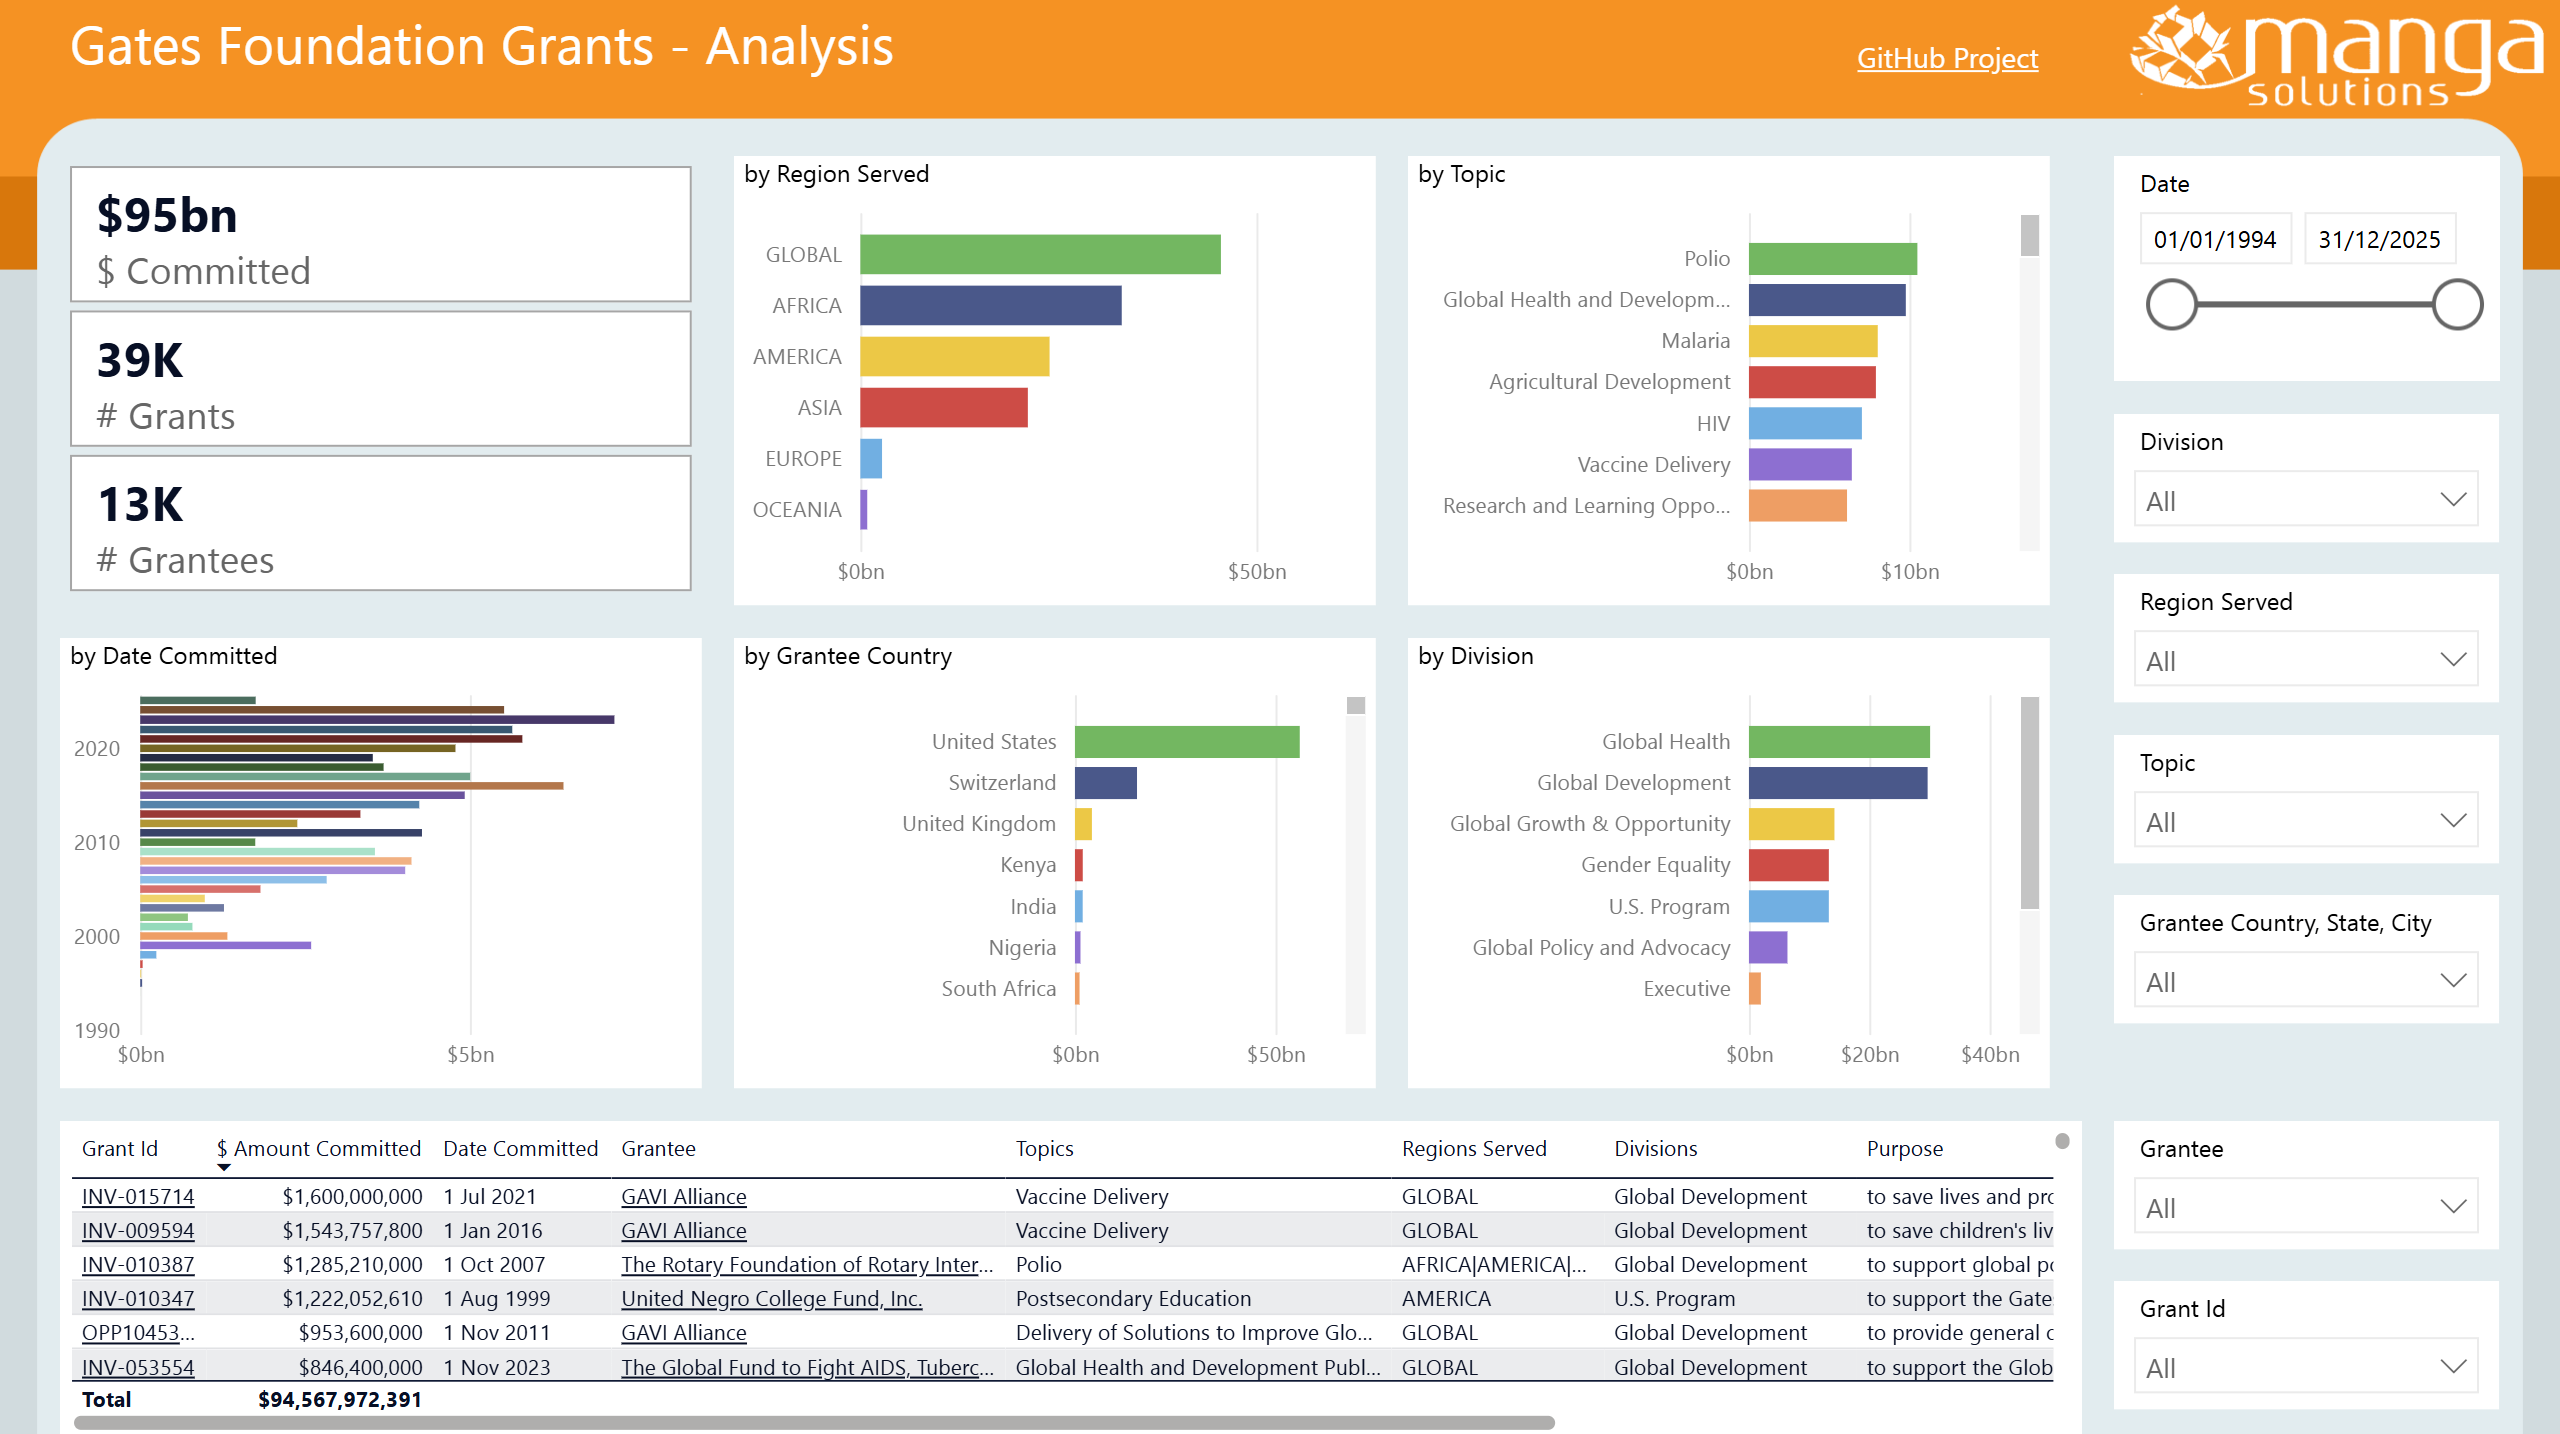 Gates Foundation Grants - Analysis
GitHub Project
manga
solutions
$95bn
$ Committed
39K
# Grants
13K
# Grantees
by Region Served
GLOBAL
AFRICA
AMERICA
ASIA
EUROPE
OCEANIA
$0bn $50bn
by Topic
Polio
Global Health and Developm...
Malaria
Agricultural Development
HIV
Vaccine Delivery
Research and Learning Oppo...
$0bn $10bn
Date
01/01/1994 31/12/2025
Division
All
Region Served
All
Topic
All
Grantee Country, State, City
All
by Date Committed
2020
2010
2000
1990
$0bn $5bn
by Grantee Country
United States
Switzerland
United Kingdom
Kenya
India
Nigeria
South Africa
$0bn $50bn
by Division
Global Health
Global Development
Global Growth & Opportunity
Gender Equality
U.S. Program
Global Policy and Advocacy
Executive
$0bn $20bn $40bn
Grant Id $ Amount Committed Date Committed Grantee Topics Regions Served Divisions Purpose
INV-015714 $1,600,000,000 1 Jul 2021 GAVI Alliance Vaccine Delivery GLOBAL Global Development to save lives and pro
INV-009594 $1,543,757,800 1 Jan 2016 GAVI Alliance Vaccine Delivery GLOBAL Global Development to save children's liv
INV-010387 $1,285,210,000 1 Oct 2007 The Rotary Foundation of Rotary Inter... Polio AFRICA|AMERICA|... Global Development to support global po
INV-010347 $1,222,052,610 1 Aug 1999 United Negro College Fund, Inc. Postsecondary Education AMERICA U.S. Program to support the Gate
OPP10453... $953,600,000 1 Nov 2011 GAVI Alliance Delivery of Solutions to Improve Glo... GLOBAL Global Development to provide general
INV-053554 $846,400,000 1 Nov 2023 The Global Fund to Fight AIDS, Tuberc... Global Health and Development Publ... GLOBAL Global Development to support the Glob
Total $94,567,972,391
Grantee
All
Grant Id
All